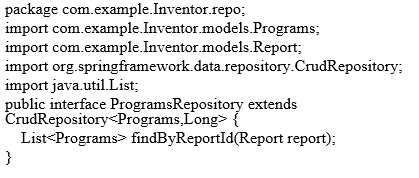 package com.example.Inventor.repo;
import com.example.Inventor.models.Programs;
import com.example.Inventor.models.Report;
import org.springframework.data.repository.CrudRepository;
import java.util.List;
public interface ProgramsRepository extends
CrudRepository<Programs,Long> {
    List<Programs> findByReportId(Report report);
}